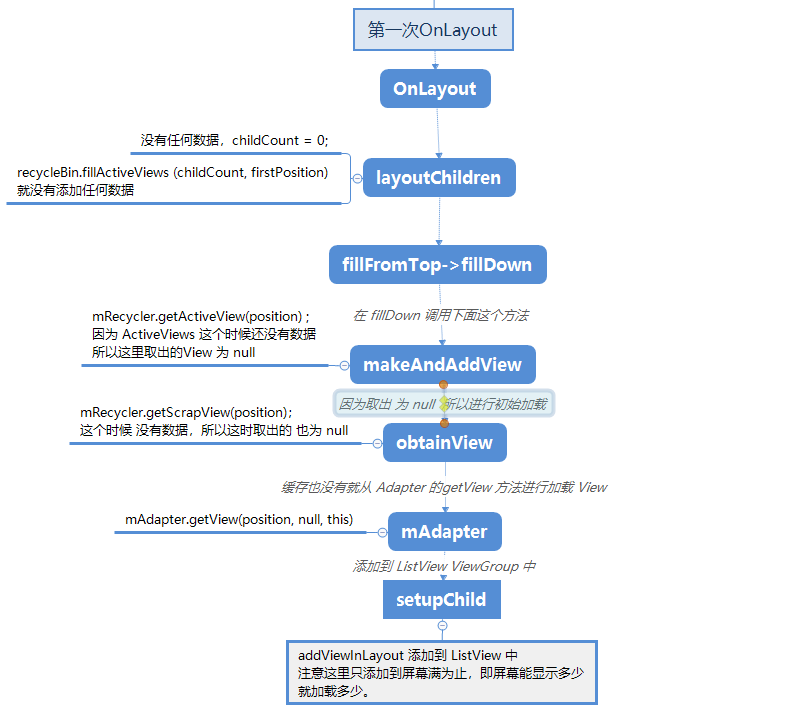 第一次OnLayout
OnLayout
没有任何数据，childCount = 0;
recycleBin.fillActiveViews (childCount, firstPosition)
就没有添加任何数据
layoutChildren
fillFromTop->fillDown
在 fillDown 调用下面这个方法
mRecycler.getActiveView(position) ;
因为 ActiveViews 这个时候还没有数据
所以这里取出的View 为 null
makeAndAddView
因为取出 为 null 所以进行初始加载
mRecycler.getScrapView(position);
这个时候 没有数据，所以这时取出的 也为 null
obtainView
缓存也没有就从 Adapter 的getView 方法进行加载 View
mAdapter.getView(position, null, this)
mAdapter
添加到 ListView ViewGroup 中
setupChild
addViewInLayout 添加到 ListView 中
注意这里只添加到屏幕满为止，即屏幕能显示多少
就加载多少。